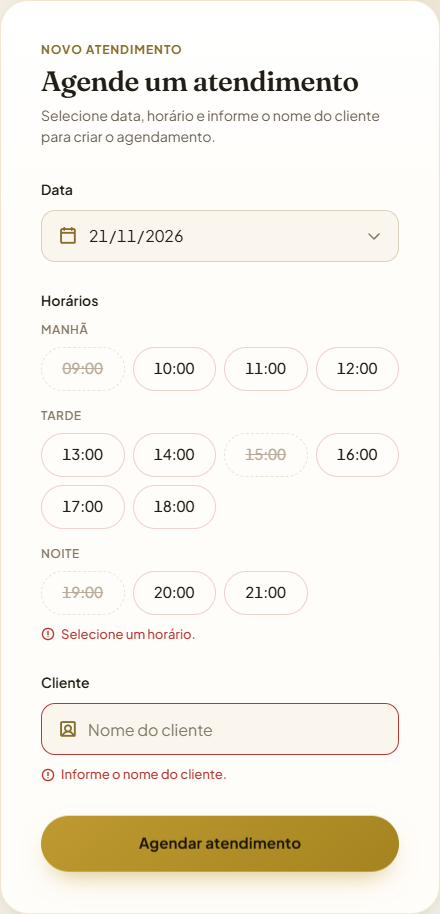 NOVO ATENDIMENTO
Agende um atendimento
Selecione data, horário e informe o nome do cliente
para criar o agendamento.
Data
21/11/2026
Horários
MANHÃ
09:00 10:00 11:00 12:00
TARDE
13:00 14:00 15:00 16:00
17:00 18:00
NOITE
19:00 20:00 21:00
Selecione um horário.
Cliente
Nome do cliente
Informe o nome do cliente.
Agendar atendimento